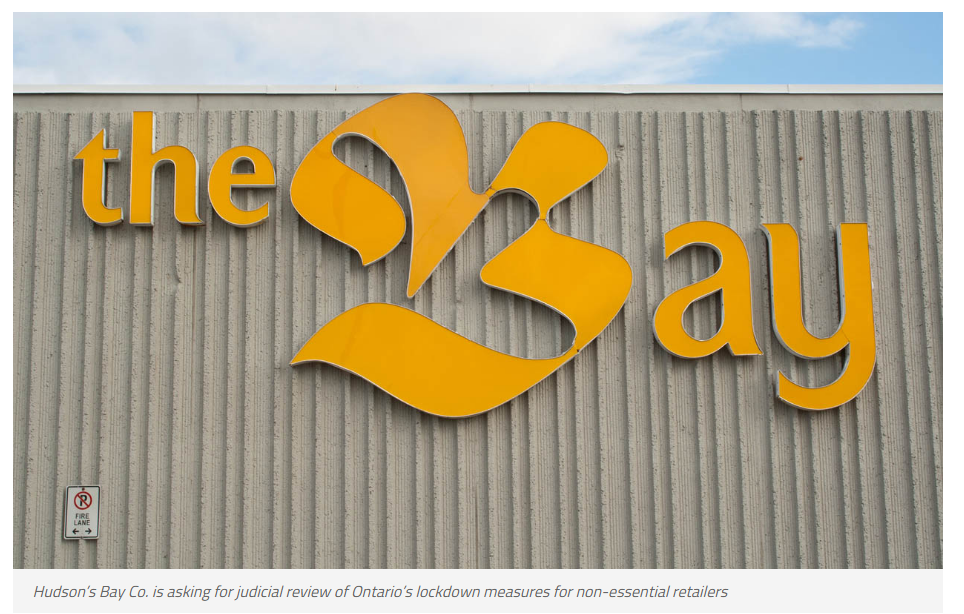 the Bay
FIRE
LANE
Hudson's Bay Co. is asking for judicial review of Ontario's lockdown measures for non-essential retailers